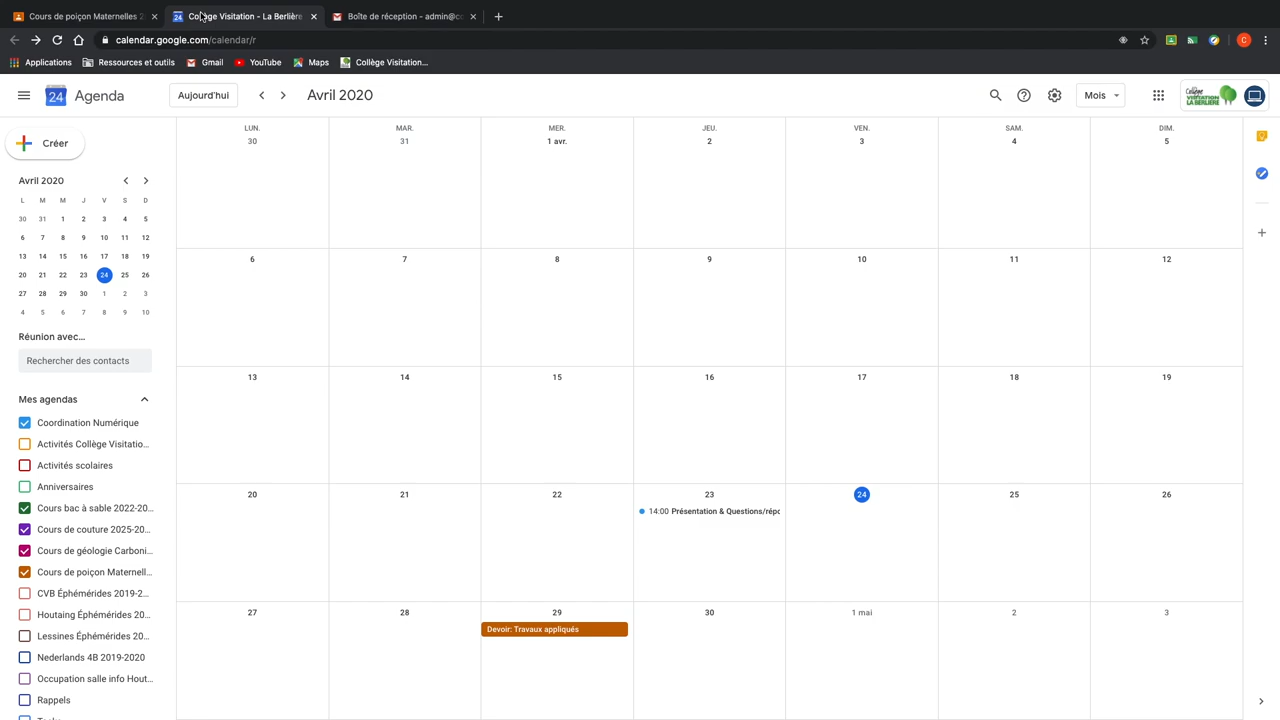 Cours de poiçon Maternelles 2
Collège Visitation - La Berlière
Boîte de réception - admin@co
calendar.google.com/calendar/r
C
Applications
Ressources et outils
Gmail
YouTube
Maps
Collège Visitation...
24
Agenda
Aujourd'hui
Avril 2020
Mois
Collège
VISITATION
LA BERLIÈRE
Créer
Avril 2020
L M M J V S D
30 31 1 2 3 4 5
6 7 8 9 10 11 12
13 14 15 16 17 18 19
20 21 22 23 24 25 26
27 28 29 30 1 2 3
4 5 6 7 8 9 10
Réunion avec...
Rechercher des contacts
Mes agendas
Coordination Numérique
Activités Collège Visitatio...
Activités scolaires
Anniversaires
Cours bac à sable 2022-20...
Cours de couture 2025-20...
Cours de géologie Carboni...
Cours de poiçon Maternell...
CVB Éphémérides 2019-2...
Houtaing Éphémérides 20...
Lessines Éphémérides 20...
Nederlands 4B 2019-2020
Occupation salle info Hout...
Rappels
LUN. MAR. MER. JEU. VEN. SAM. DIM.
30 31 1 avr. 2 3 4 5
6 7 8 9 10 11 12
13 14 15 16 17 18 19
20 21 22 23 24 25 26
14:00 Présentation & Questions/répo
27 28 29 30 1 mai 2 3
Devoir: Travaux appliqués